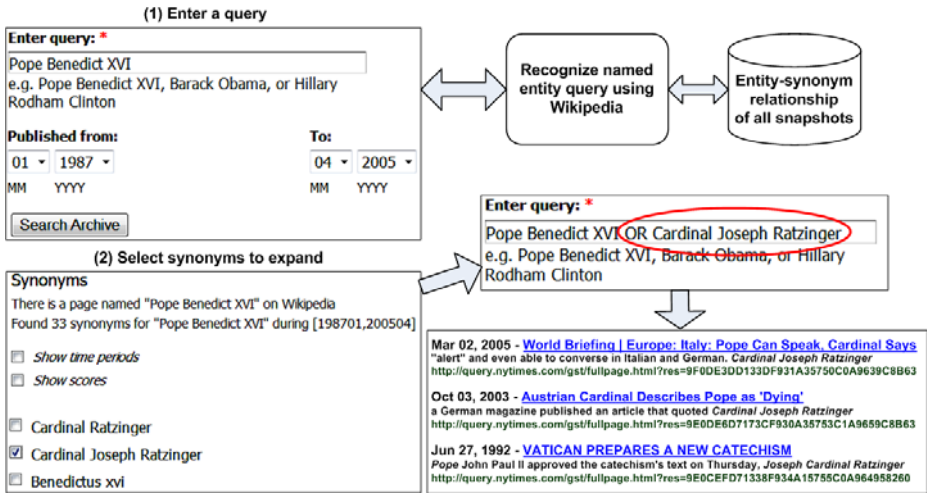 (1) Enter a query
Enter query: *
Pope Benedict XVI
e.g. Pope Benedict XVI, Barack Obama, or Hillary
Rodham Clinton
Published from:
To:
01 1987
04 2005
MM YYYY
MM YYYY
Search Archive
Recognize named
entity query using
Wikipedia
Entity-synonym
relationship
of all snapshots
(2) Select synonyms to expand
Synonyms
There is a page named "Pope Benedict XVI" on Wikipedia
Found 33 synonyms for "Pope Benedict XVI" during [198701,200504]
Show time periods
Show scores
Cardinal Ratzinger
Cardinal Joseph Ratzinger
Benedictus xvi
Enter query: *
Pope Benedict XVI OR Cardinal Joseph Ratzinger
e.g. Pope Benedict XVI, Barack Obama, or Hillary
Rodham Clinton
Mar 02, 2005 - World Briefing | Europe: Italy: Pope Can Speak, Cardinal Says
"alert" and even able to converse in Italian and German. Cardinal Joseph Ratzinger
http://query.nytimes.com/gst/fullpage.html?res=9F0DE3DD133DF931A35750C0A9639C8B63
Oct 03, 2003 - Austrian Cardinal Describes Pope as 'Dying'
a German magazine published an article that quoted Cardinal Joseph Ratzinger
http://query.nytimes.com/gst/fullpage.html?res=9E0DE6D7173CF930A35753C1A9659C8B63
Jun 27, 1992 - VATICAN PREPARES A NEW CATECHISM
Pope John Paul II approved the catechism's text on Thursday, Joseph Cardinal Ratzinger
http://query.nytimes.com/gst/fullpage.html?res=9E0CEFD71338F934A15755C0A964958260